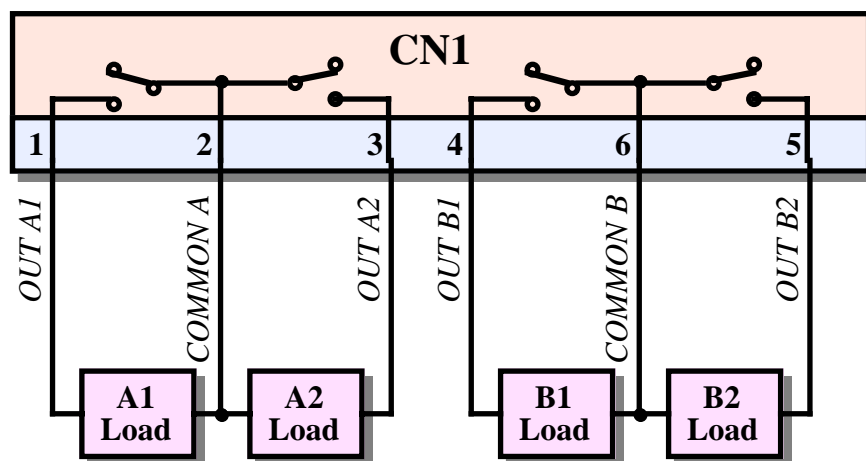 CN1
1 2 3 4 6 5
OUT A1
COMMON A
OUT A2
OUT B1
COMMON B
OUT B2
A1
Load
A2
Load
B1
Load
B2
Load